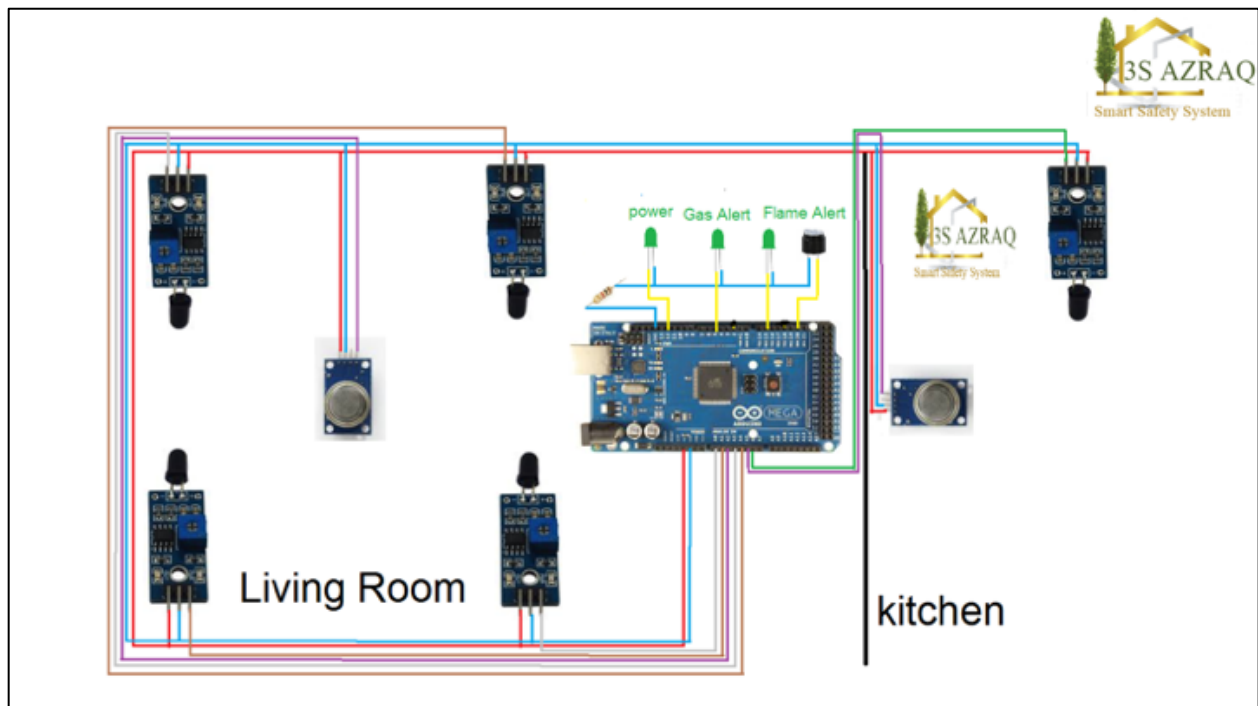 3S AZRAQ
Smart Safety System
power
Gas Alert
Flame Alert
3S AZRAQ
Smart Safety System
MEGA
ARDUINO
Living Room
kitchen